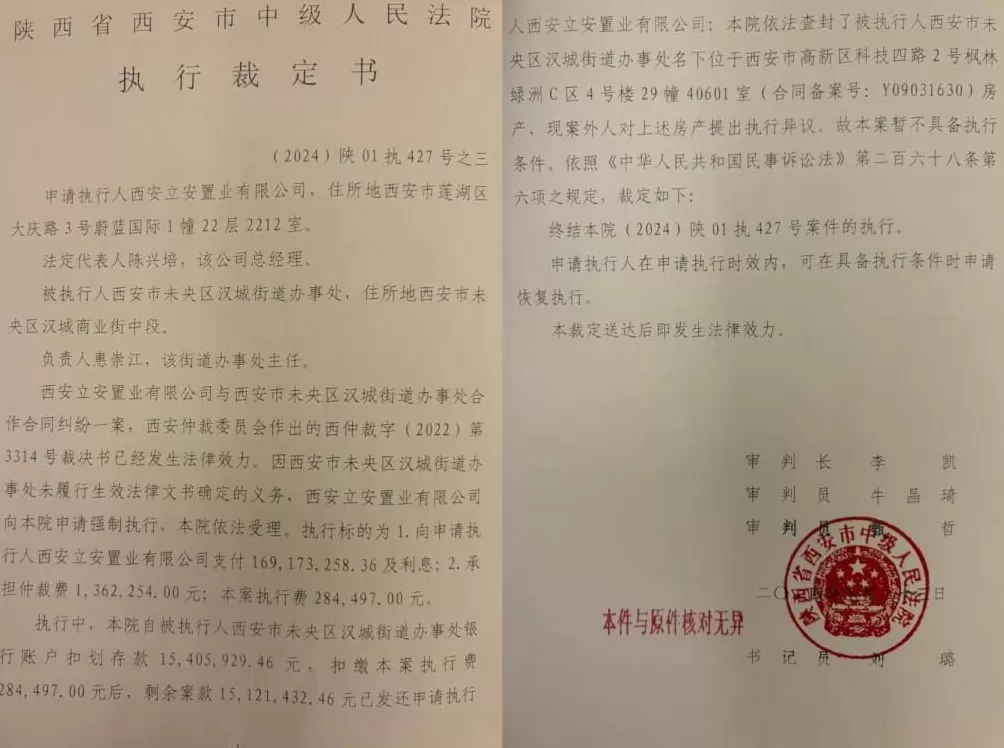 陕西省西安市中级人民法院
执行裁定书
（2024）陕01执427号之三
申请执行人西安立安置业有限公司，住所地西安市莲湖区
大庆路3号蔚蓝国际1幢22层2212室。
法定代表人陈兴培，该公司总经理。
被执行人西安市未央区汉城街道办事处，住所地西安市未
央区汉城商业街中段。
负责人惠崇江，该街道办事处主任。
西安立安置业有限公司与西安市未央区汉城街道办事处合
作合同纠纷一案，西安仲裁委员会作出的西仲裁字（2022）第
3314号裁决书已经发生法律效力。因西安市未央区汉城街道办
事处未履行生效法律文书确定的义务，西安立安置业有限公司
向本院申请强制执行，本院依法受理。执行标的为1.向申请执
行人西安立安置业有限公司支付169,173,258.36及利息；2.承
担仲裁费1,362,254.00元；本案执行费284,497.00元。
执行中，本院自被执行人西安市未央区汉城街道办事处银
行账户扣划存款15,405,929.46元，扣缴本案执行费
284,497.00元后，剩余案款15,121,432,46元已发还申请执行
人西安立安置业有限公司；本院依法查封了被执行人西安市未
央区汉城街道办事处名下位于西安市高新区科技四路2号枫林
绿洲C区4号楼29幢40601室（合同备案号：Y09031630）房
产，现案外人对上述房产提出执行异议。故本案暂不具备执行
条件。依照《中华人民共和国民事诉讼法》第二百六十八条第
六项之规定，裁定如下：
终结本院（2024）陕01执427号案件的执行。
申请执行人在申请执行时效内，可在具备执行条件时申请
恢复执行。
本裁定送达后即发生法律效力。
审判长 李凯
审判员 牛晶琦
审判员 哲
二〇 日
陕西省西安市中级人民法院
本件与原件核对无异
书记员 刘璐